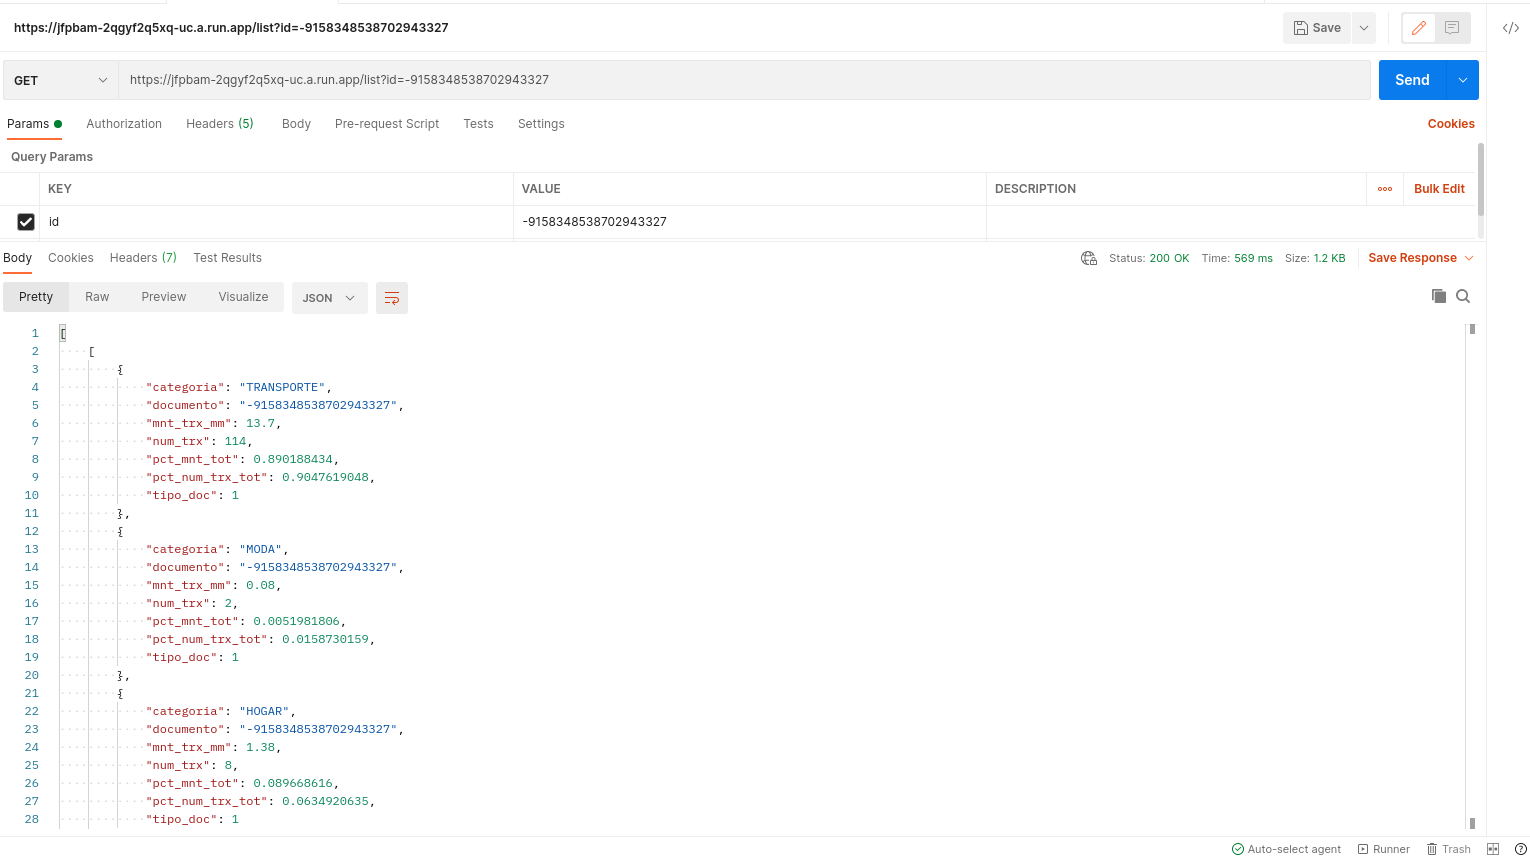 https://jfpbam-2qgyf2q5xq-uc.a.run.app/list?id=-9158348538702943327
Save
</>
GET
https://jfpbam-2qgyf2q5xq-uc.a.run.app/list?id=-9158348538702943327
Send
Params Authorization Headers (5) Body Pre-request Script Tests Settings Cookies
Query Params
KEY VALUE DESCRIPTION Bulk Edit
id -9158348538702943327
Body Cookies Headers (7) Test Results Status: 200 OK Time: 569 ms Size: 1.2 KB Save Response
Pretty Raw Preview Visualize JSON
1 [
2 [
3 {
4 "categoria": "TRANSPORTE",
5 "documento": "-9158348538702943327",
6 "mnt_trx_mm": 13.7,
7 "num_trx": 114,
8 "pct_mnt_tot": 0.890188434,
9 "pct_num_trx_tot": 0.9047619048,
10 "tipo_doc": 1
11 },
12 {
13 "categoria": "MODA",
14 "documento": "-9158348538702943327",
15 "mnt_trx_mm": 0.08,
16 "num_trx": 2,
17 "pct_mnt_tot": 0.0051981806,
18 "pct_num_trx_tot": 0.0158730159,
19 "tipo_doc": 1
20 },
21 {
22 "categoria": "HOGAR",
23 "documento": "-9158348538702943327",
24 "mnt_trx_mm": 1.38,
25 "num_trx": 8,
26 "pct_mnt_tot": 0.089668616,
27 "pct_num_trx_tot": 0.0634920635,
28 "tipo_doc": 1
Auto-select agent Runner Trash ?